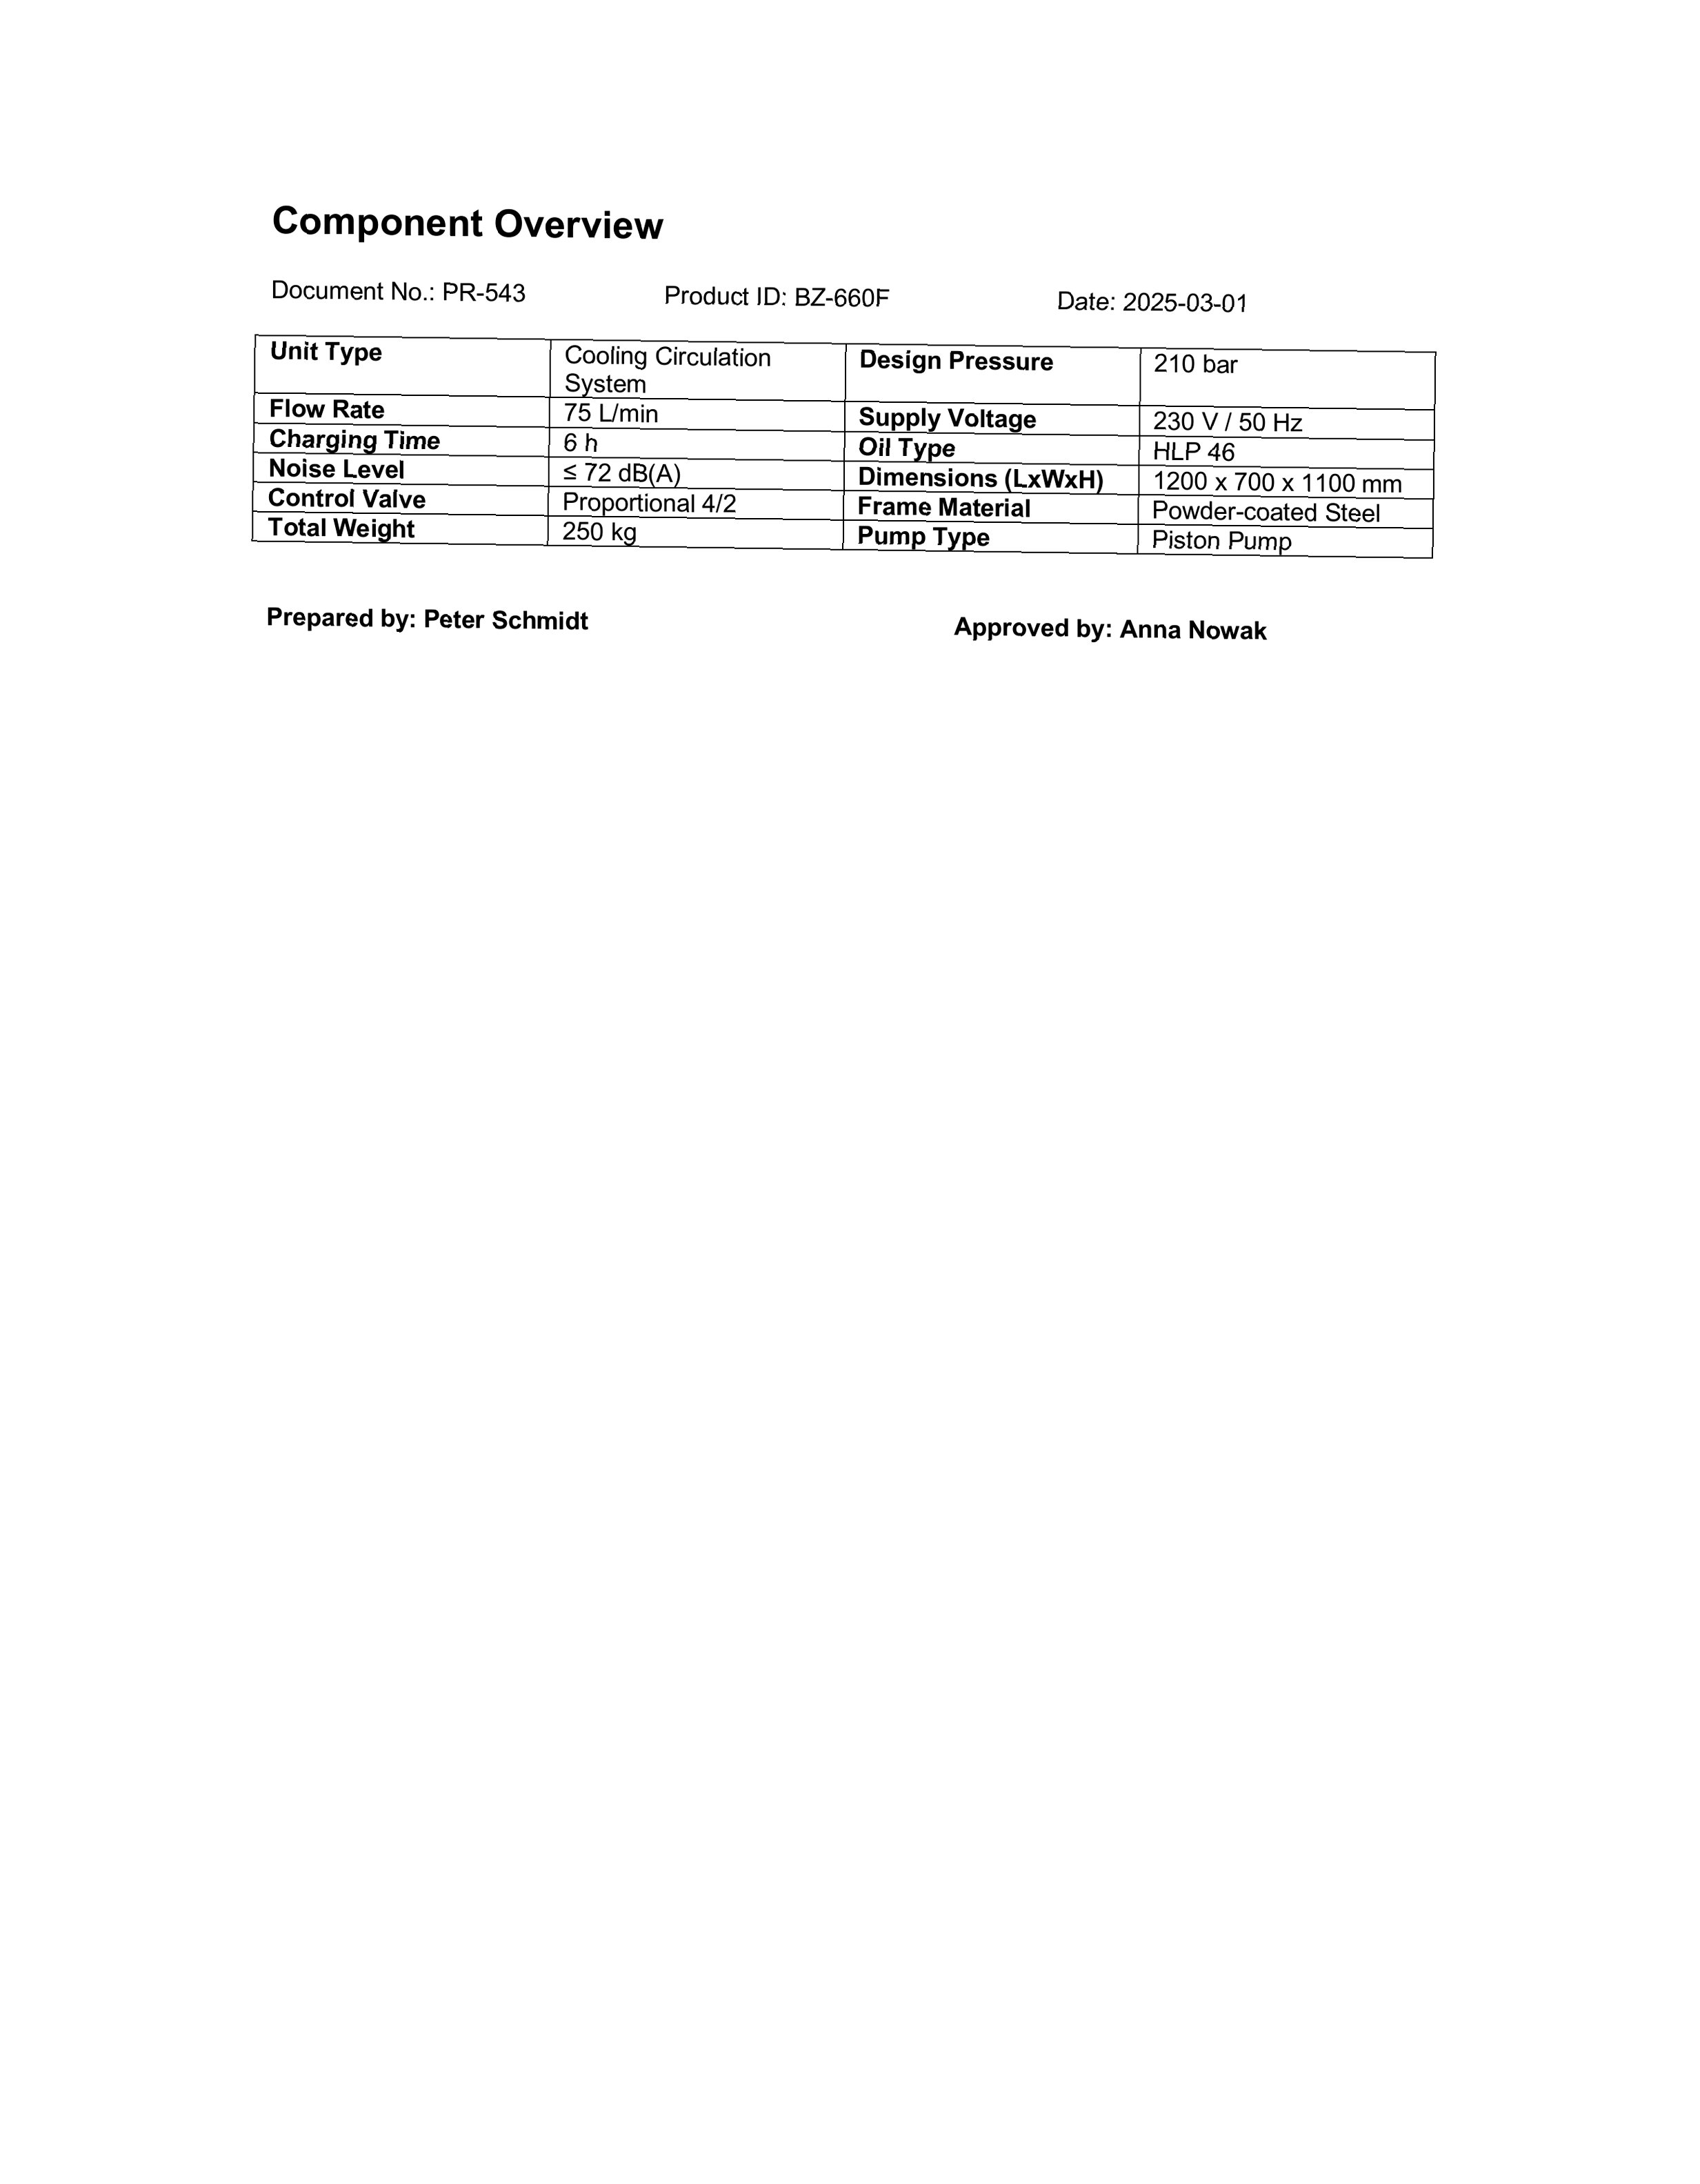 Component Overview
Document No.: PR-543 Product ID: BZ-660F Date: 2025-03-01
Unit Type Cooling Circulation System Design Pressure 210 bar
Flow Rate 75 L/min Supply Voltage 230 V / 50 Hz
Charging Time 6 h Oil Type HLP 46
Noise Level ≤ 72 dB(A) Dimensions (LxWxH) 1200 x 700 x 1100 mm
Control Valve Proportional 4/2 Frame Material Powder-coated Steel
Total Weight 250 kg Pump Type Piston Pump
Prepared by: Peter Schmidt Approved by: Anna Nowak